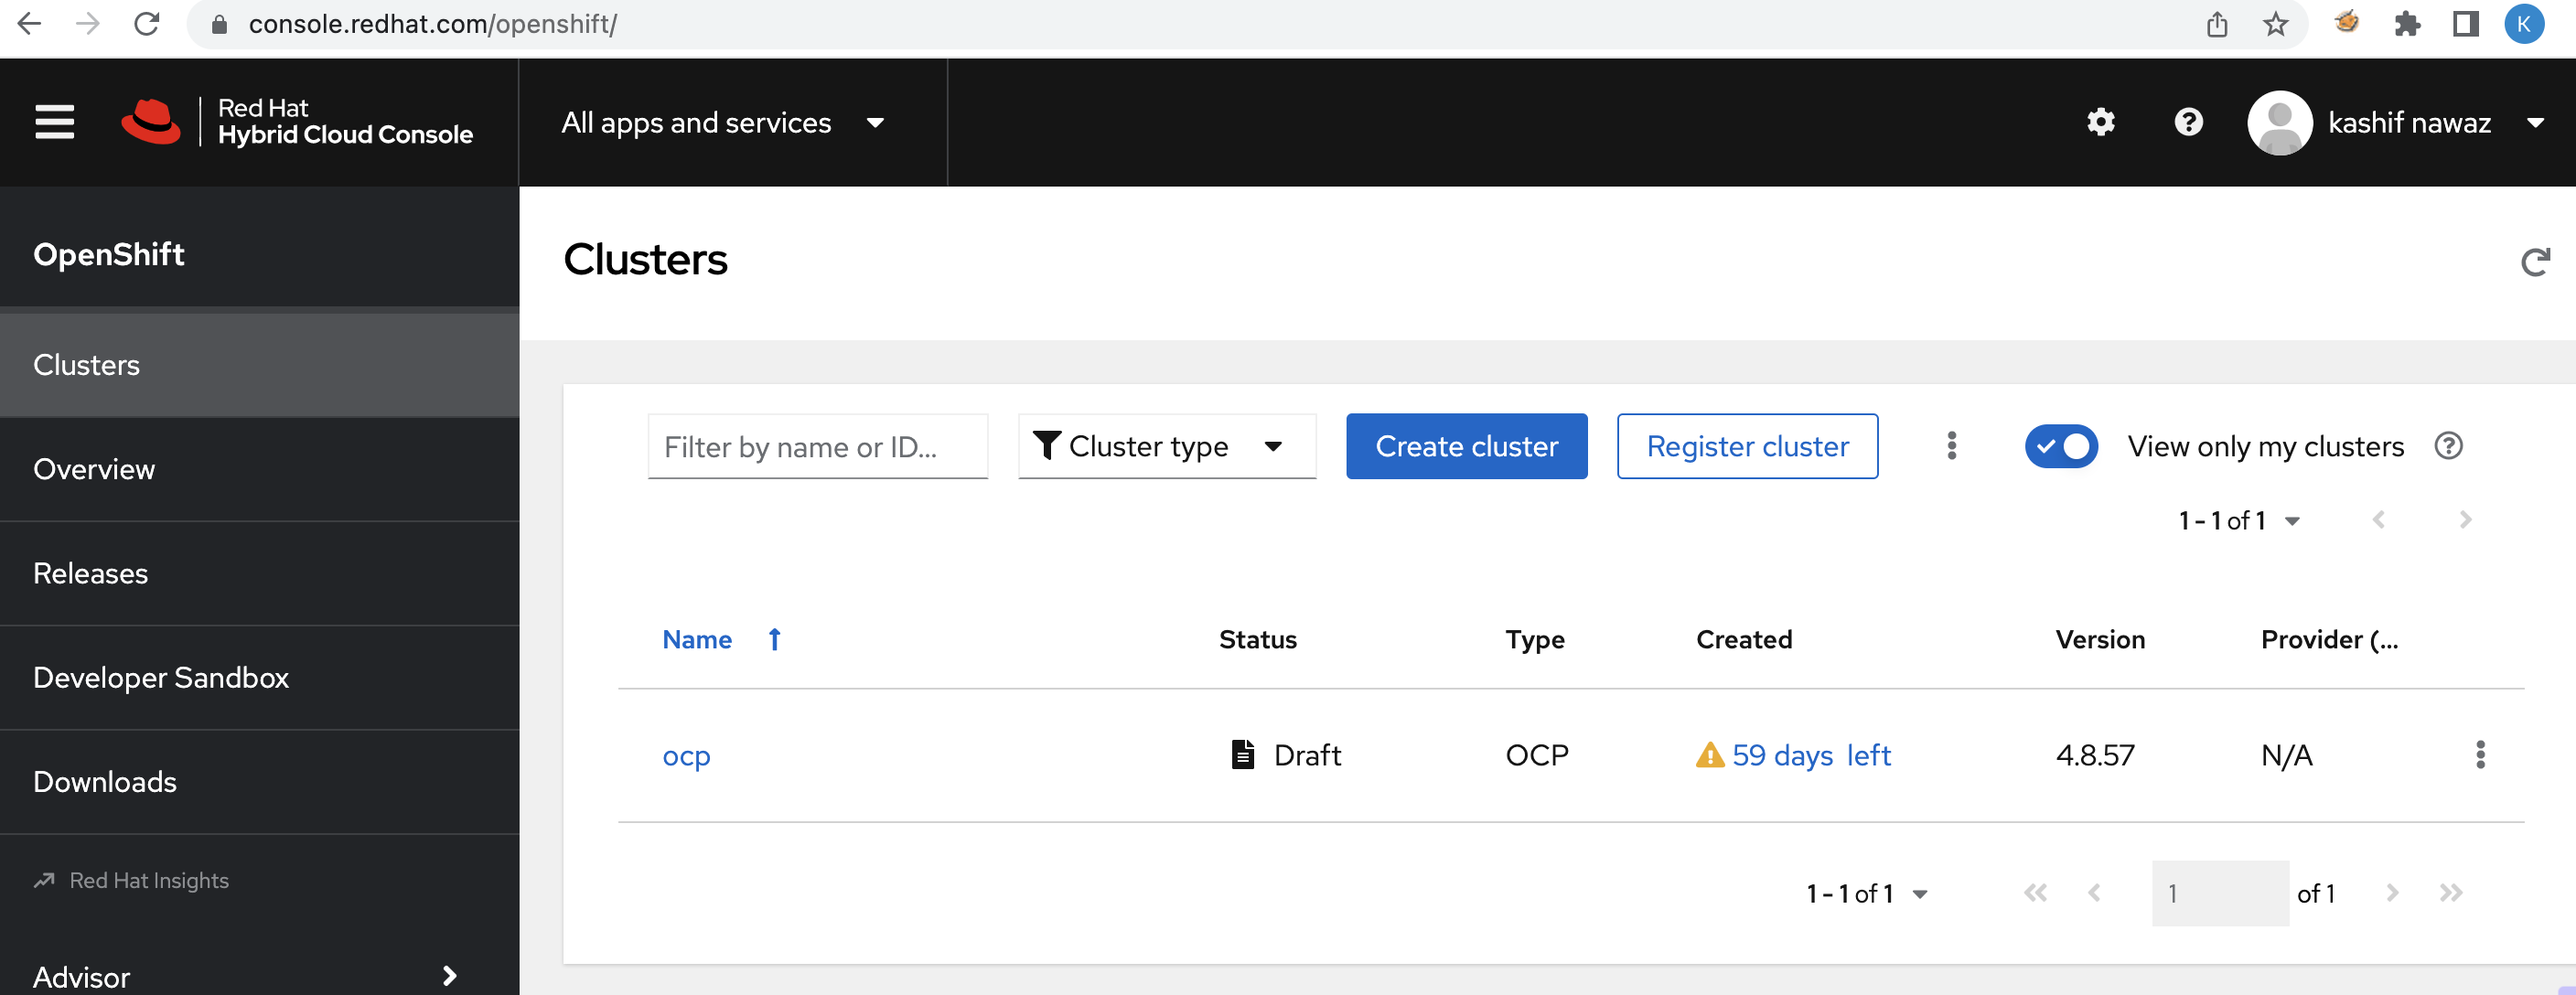 console.redhat.com/openshift/
K
Red Hat
Hybrid Cloud Console
All apps and services
kashif nawaz
OpenShift
Clusters
Overview
Releases
Developer Sandbox
Downloads
Red Hat Insights
Advisor
Clusters
Filter by name or ID...
Cluster type
Create cluster
Register cluster
View only my clusters
1 - 1 of 1
Name Status Type Created Version Provider (...
ocp Draft OCP 59 days left 4.8.57 N/A
1 - 1 of 1 1 of 1